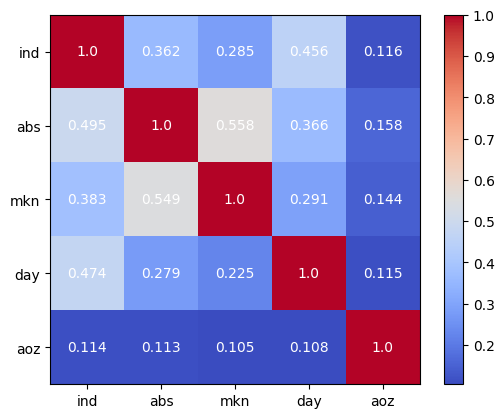 1.0
ind 1.0 0.362 0.285 0.456 0.116
0.9
0.8
abs 0.495 1.0 0.558 0.366 0.158
0.7
0.6
mkn 0.383 0.549 1.0 0.291 0.144
0.5
0.4
day 0.474 0.279 0.225 1.0 0.115
0.3
aoz 0.114 0.113 0.105 0.108 1.0
0.2
ind abs mkn day aoz